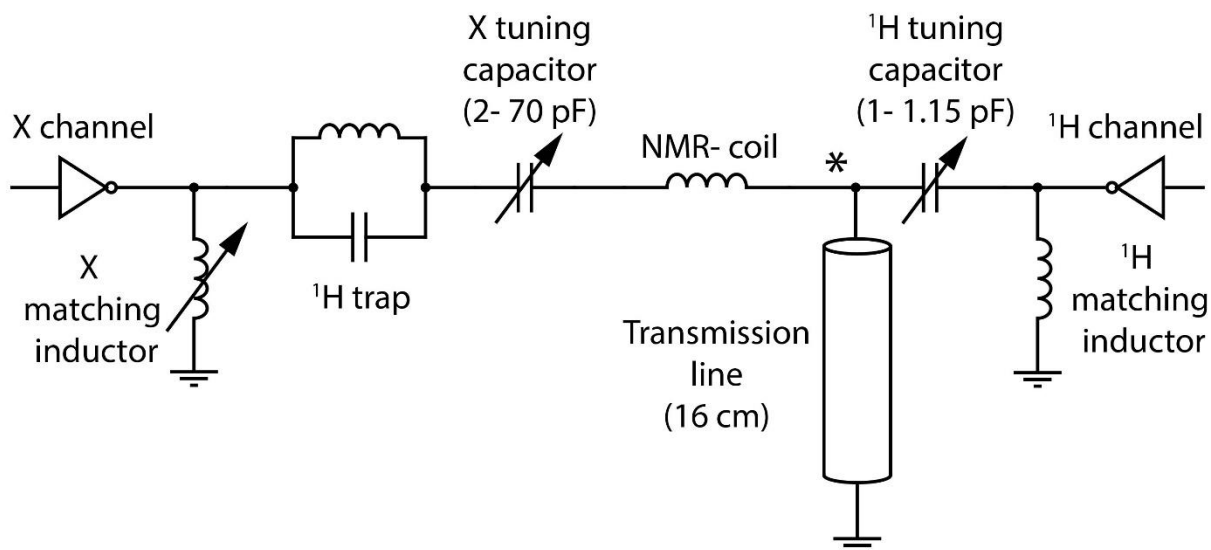 X tuning
capacitor
(2- 70 pF)
¹H tuning
capacitor
(1- 1.15 pF)
X channel
NMR- coil
*
¹H channel
X
matching
inductor
¹H trap
Transmission
line
(16 cm)
¹H
matching
inductor